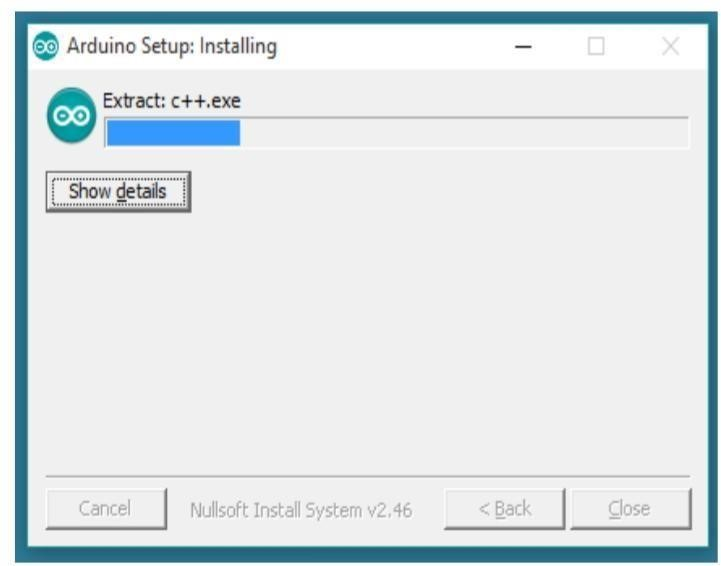 Arduino Setup: Installing
Extract: c++.exe
Show details
Cancel
Nullsoft Install System v2.46
< Back
Close